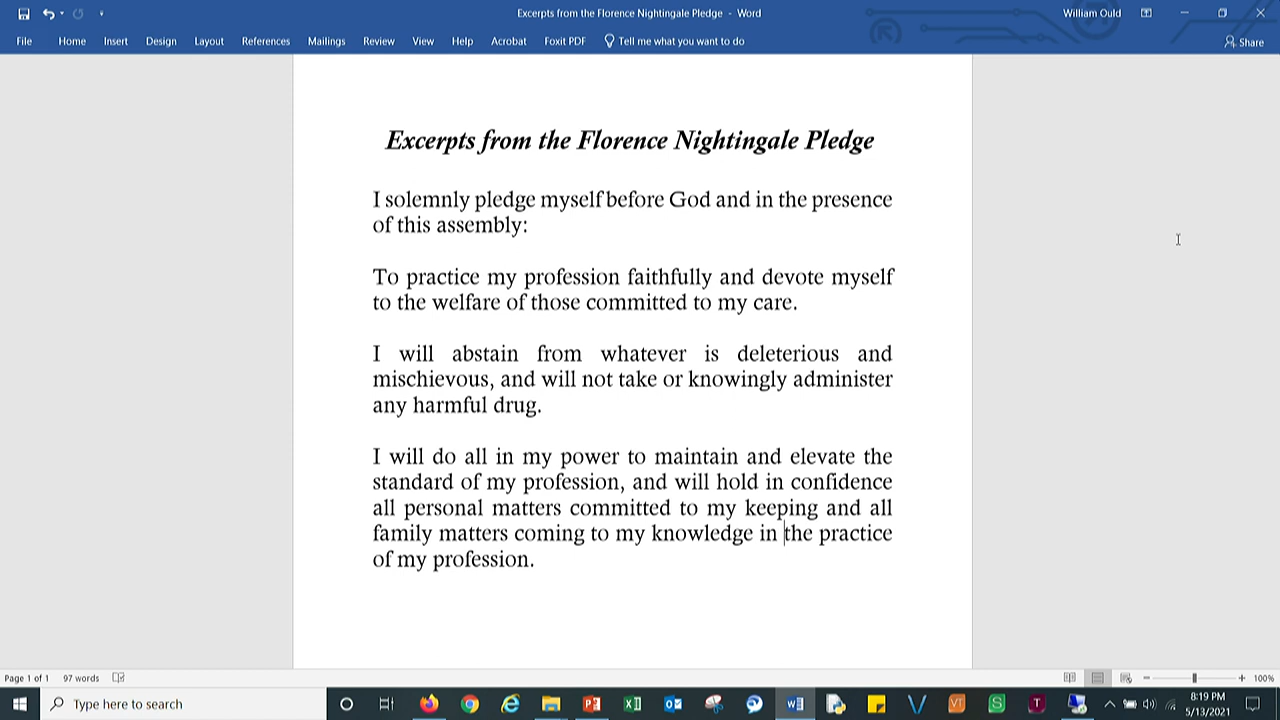 Excerpts from the Florence Nightingale Pledge - Word
William Ould
File Home Insert Design Layout References Mailings Review View Help Acrobat Foxit PDF Tell me what you want to do
Share
Excerpts from the Florence Nightingale Pledge
I solemnly pledge myself before God and in the presence
of this assembly:
To practice my profession faithfully and devote myself
to the welfare of those committed to my care.
I will abstain from whatever is deleterious and
mischievous, and will not take or knowingly administer
any harmful drug.
I will do all in my power to maintain and elevate the
standard of my profession, and will hold in confidence
all personal matters committed to my keeping and all
family matters coming to my knowledge in the practice
of my profession.
Page 1 of 1 97 words
100%
Type here to search
8:19 PM
5/13/2021